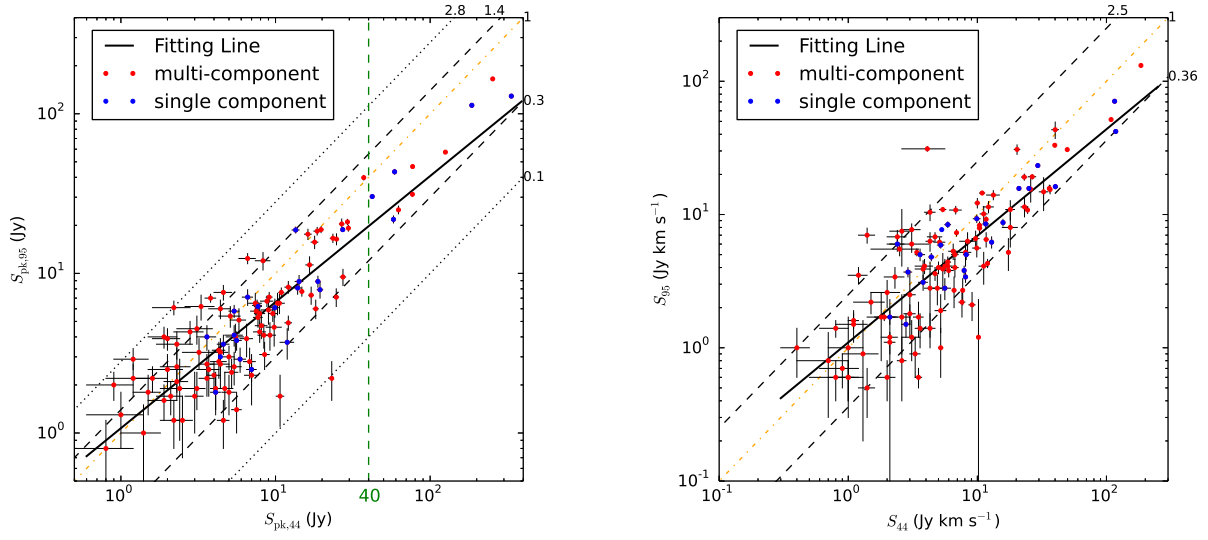 2.8 1.4 1
Fitting Line
multi-component
single component
10²
0.3
0.1
10¹
10⁰
S_pk,95 (Jy)
10⁰ 10¹ 40 10²
S_pk,44 (Jy)
2.5 1
Fitting Line
multi-component
single component
10²
0.36
10¹
10⁰
10⁻¹
S_95 (Jy km s⁻¹)
10⁻¹ 10⁰ 10¹ 10²
S_44 (Jy km s⁻¹)